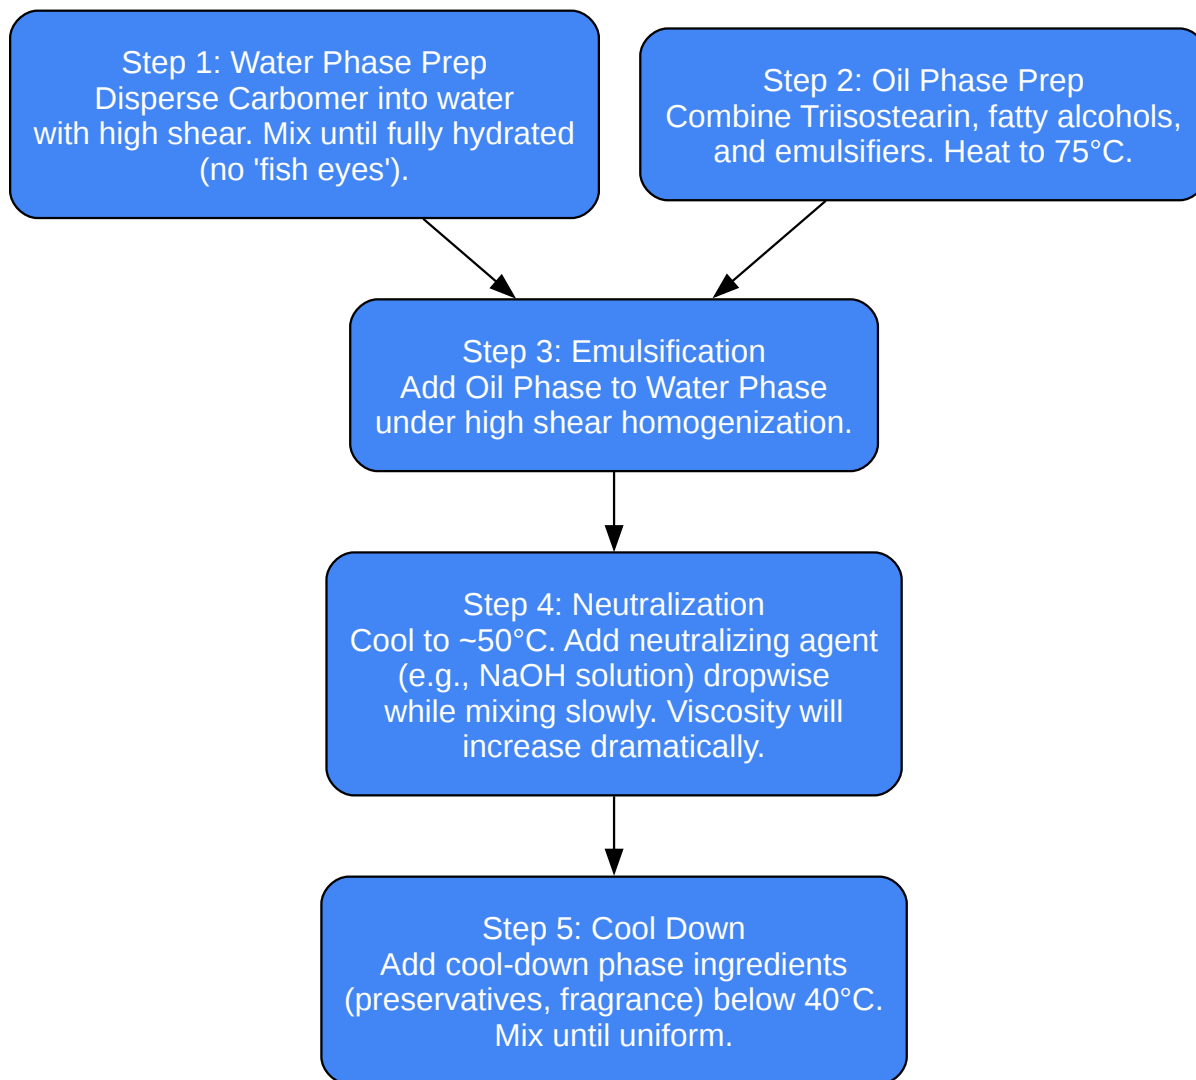 Step 1: Water Phase Prep
Disperse Carbomer into water
with high shear. Mix until fully hydrated
(no 'fish eyes').
Step 2: Oil Phase Prep
Combine Triisostearin, fatty alcohols,
and emulsifiers. Heat to 75°C.
Step 3: Emulsification
Add Oil Phase to Water Phase
under high shear homogenization.
Step 4: Neutralization
Cool to ~50°C. Add neutralizing agent
(e.g., NaOH solution) dropwise
while mixing slowly. Viscosity will
increase dramatically.
Step 5: Cool Down
Add cool-down phase ingredients
(preservatives, fragrance) below 40°C.
Mix until uniform.